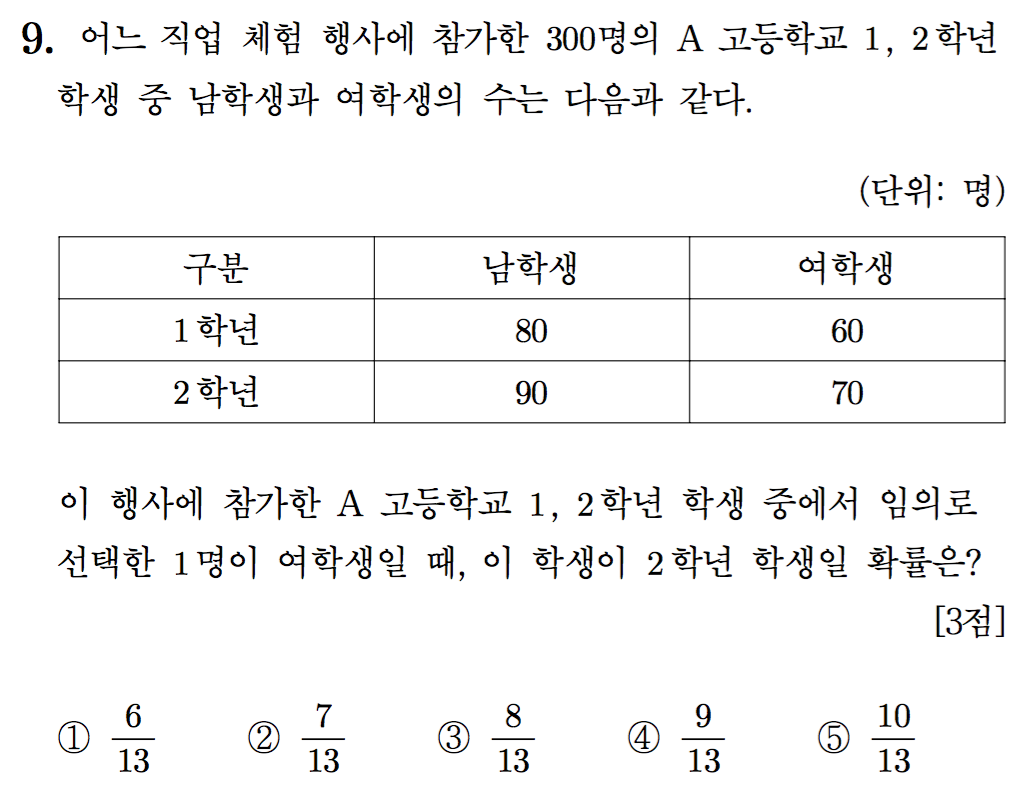 9. 어느 직업 체험 행사에 참가한 300명의 A 고등학교 1, 2학년
학생 중 남학생과 여학생의 수는 다음과 같다.
(단위: 명)
구분 남학생 여학생
1학년 80 60
2학년 90 70
이 행사에 참가한 A 고등학교 1, 2학년 학생 중에서 임의로
선택한 1명이 여학생일 때, 이 학생이 2학년 학생일 확률은?
[3점]
① 6/13 ② 7/13 ③ 8/13 ④ 9/13 ⑤ 10/13